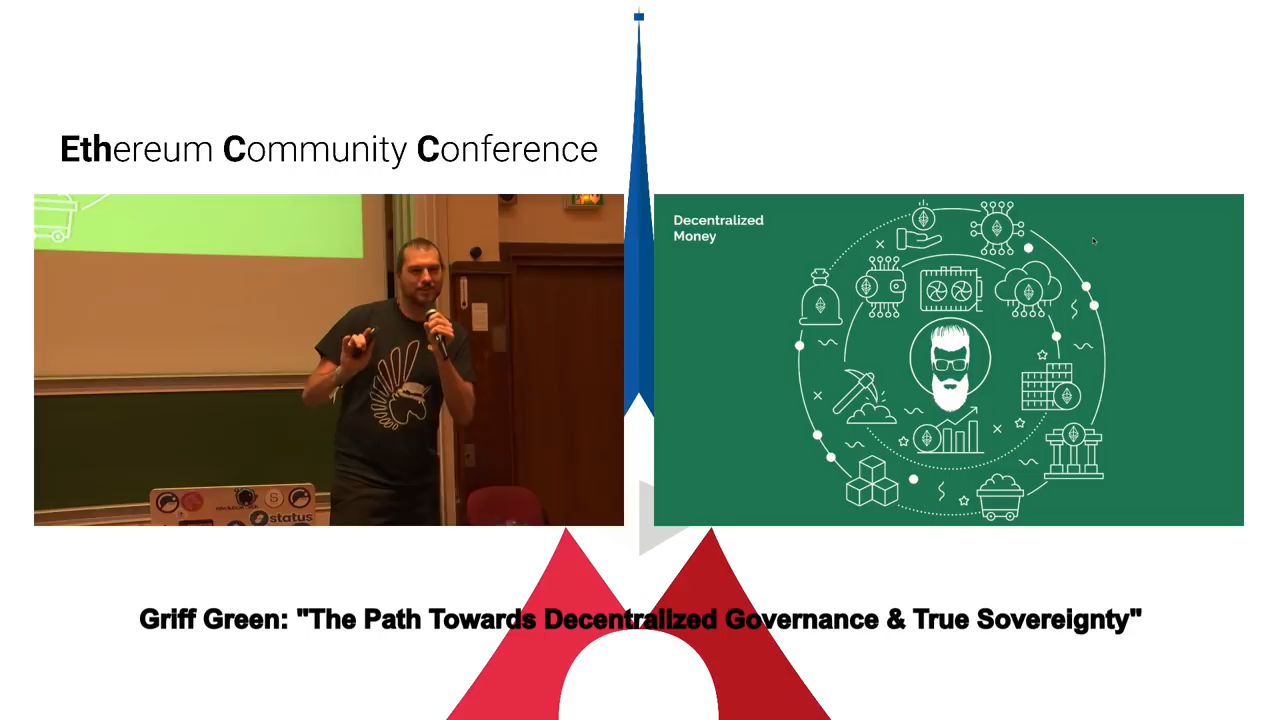 Ethereum Community Conference
Decentralized
Money
status
Griff Green: "The Path Towards Decentralized Governance & True Sovereignty"